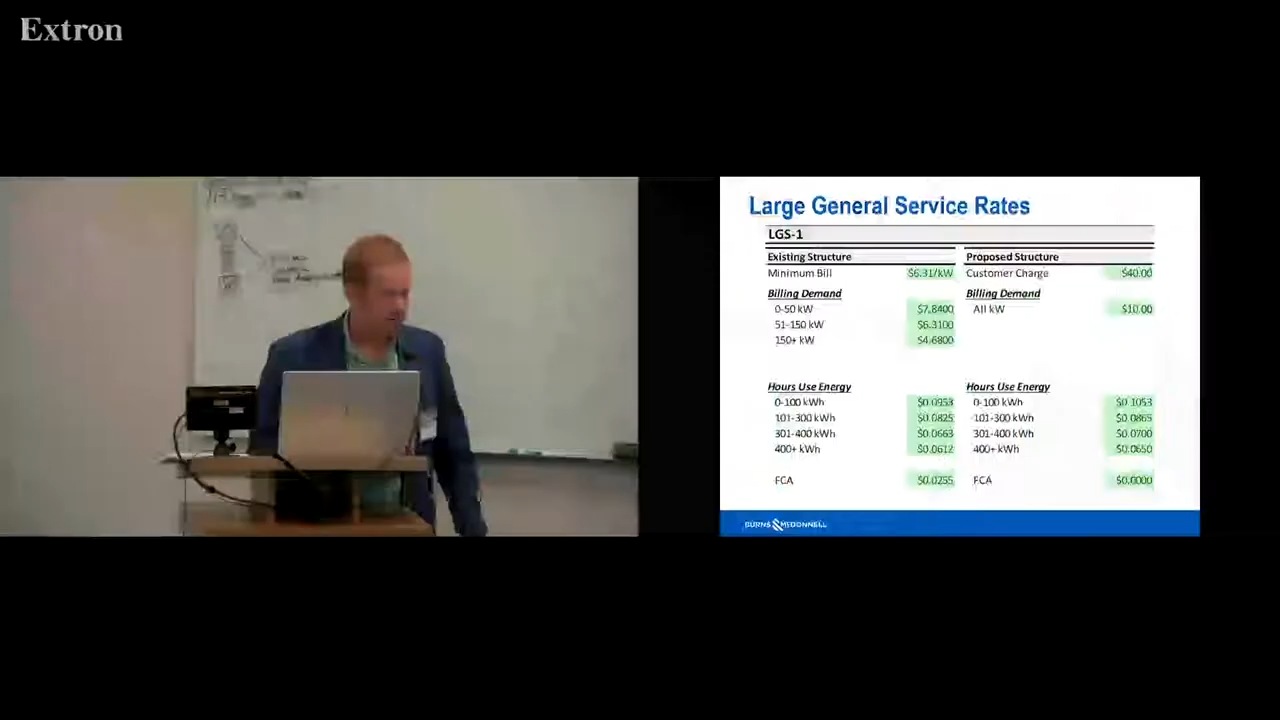 Extron
Large General Service Rates
LGS-1
Existing Structure Proposed Structure
Minimum Bill $6.31/kW Customer Charge $40.00
Billing Demand Billing Demand
0-50 kW $7.8400 All kW $10.00
51-150 kW $6.3100
150+ kW $4.6800
Hours Use Energy Hours Use Energy
0-100 kWh $0.0953 0-100 kWh $0.1053
101-300 kWh $0.0825 101-300 kWh $0.0865
301-400 kWh $0.0663 301-400 kWh $0.0700
400+ kWh $0.0612 400+ kWh $0.0650
FCA $0.0255 FCA $0.0000
BURNS & MCDONNELL